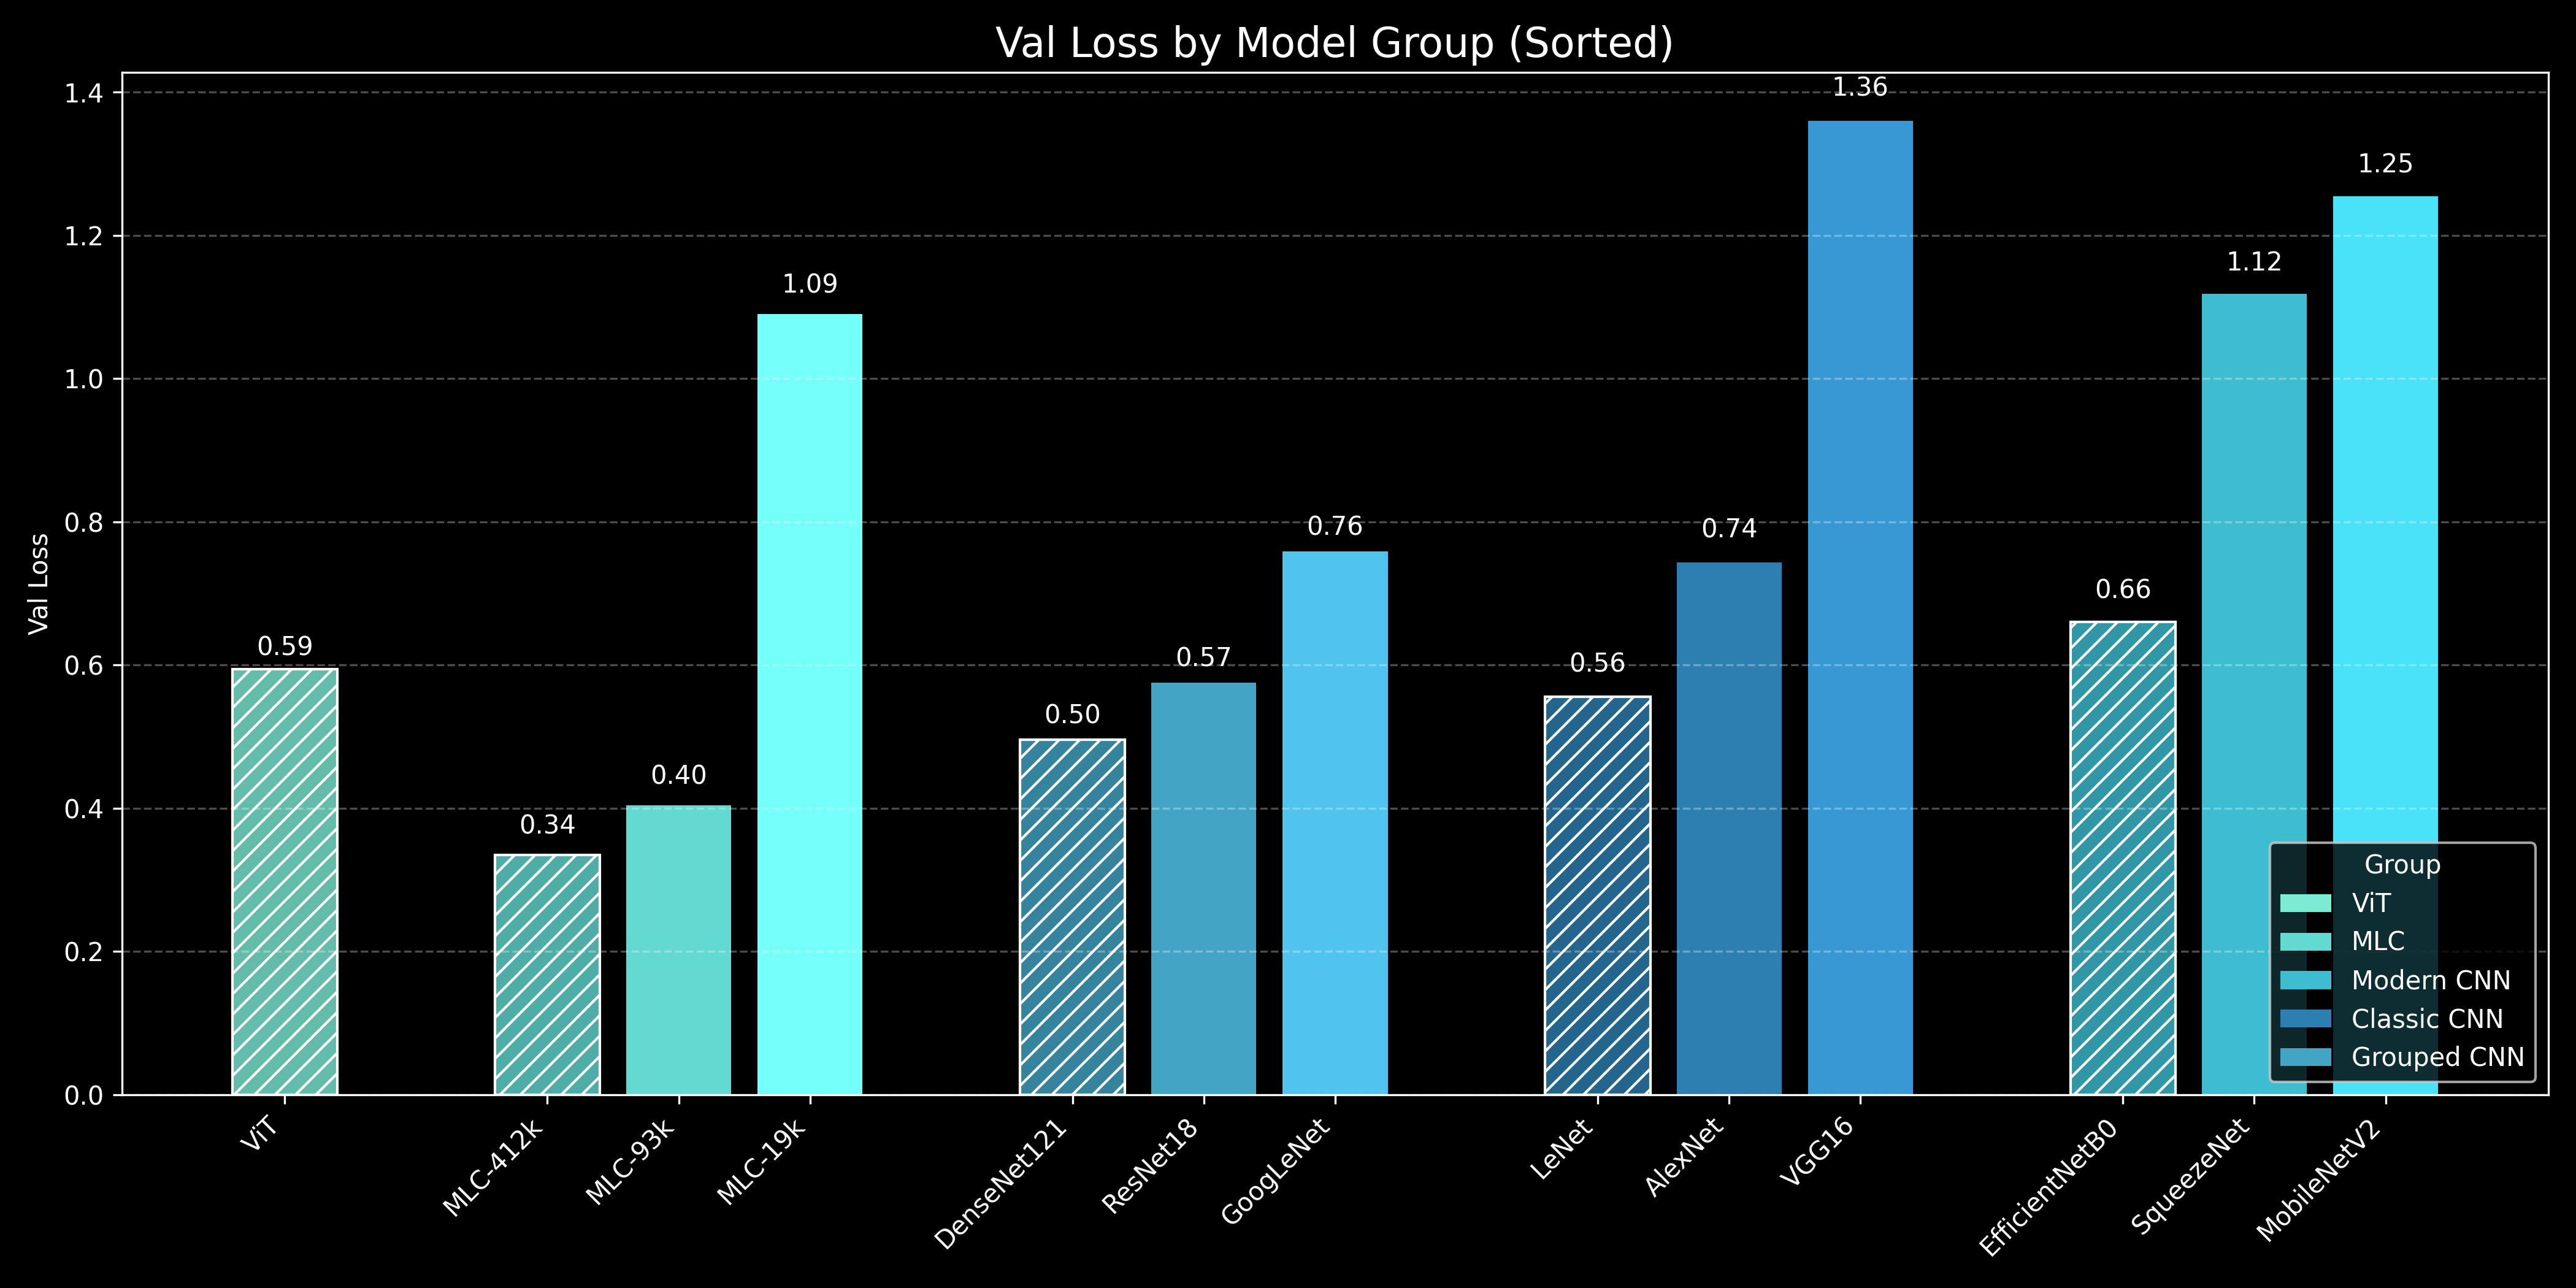 Val Loss by Model Group (Sorted)
Val Loss
1.4
1.2
1.0
0.8
0.6
0.4
0.2
0.0
0.59
0.34
0.40
1.09
0.50
0.57
0.76
0.56
0.74
1.36
0.66
1.12
1.25
Group
ViT
MLC
Modern CNN
Classic CNN
Grouped CNN
ViT
MLC-412k
MLC-93k
MLC-19k
DenseNet121
ResNet18
GoogLeNet
LeNet
AlexNet
VGG16
EfficientNetB0
SqueezeNet
MobileNetV2